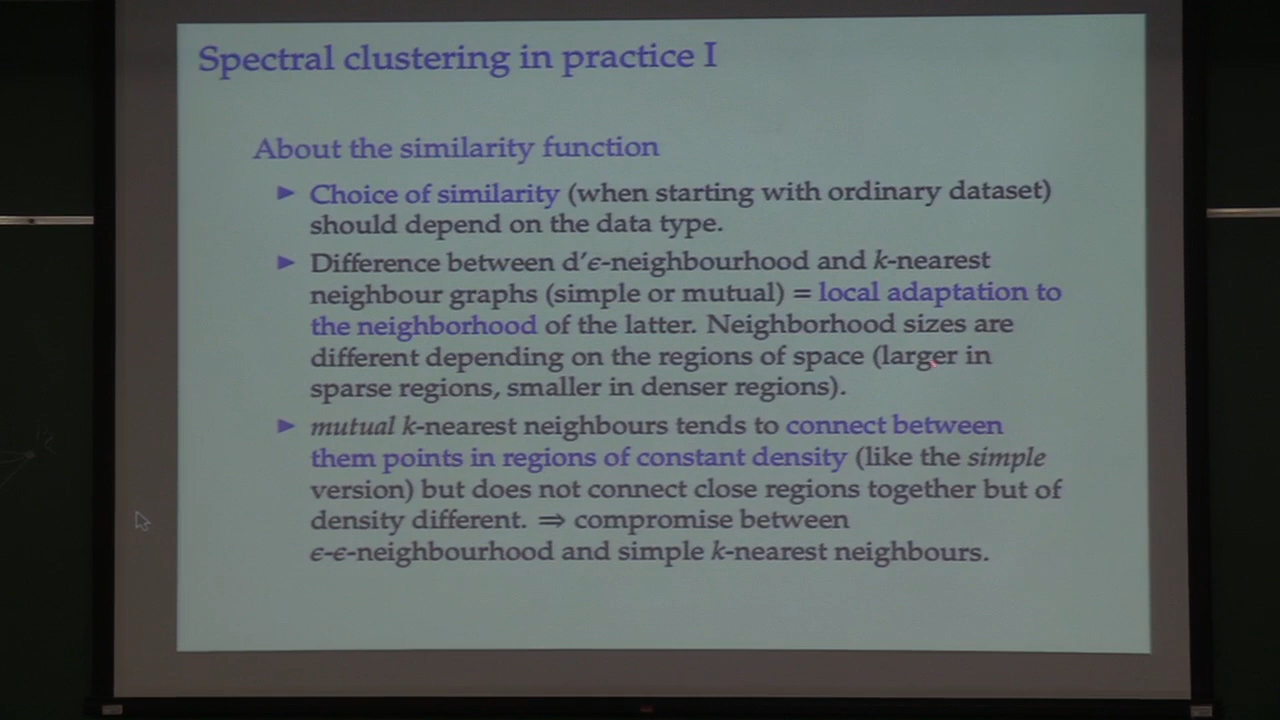 Spectral clustering in practice I
About the similarity function
► Choice of similarity (when starting with ordinary dataset)
should depend on the data type.
► Difference between d'ϵ-neighbourhood and k-nearest
neighbour graphs (simple or mutual) = local adaptation to
the neighborhood of the latter. Neighborhood sizes are
different depending on the regions of space (larger in
sparse regions, smaller in denser regions).
► mutual k-nearest neighbours tends to connect between
them points in regions of constant density (like the simple
version) but does not connect close regions together but of
density different. ⇒ compromise between
ϵ-ϵ-neighbourhood and simple k-nearest neighbours.